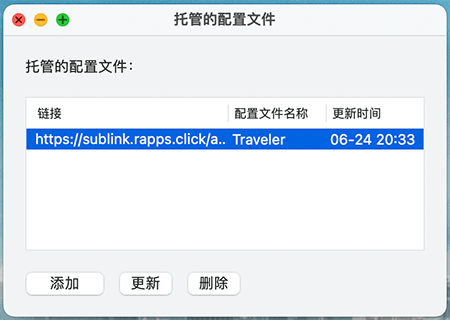 托管的配置文件
托管的配置文件：
链接 配置文件名称 更新时间
https://sublink.rapps.click/a.. Traveler 06-24 20:33
添加 更新 删除